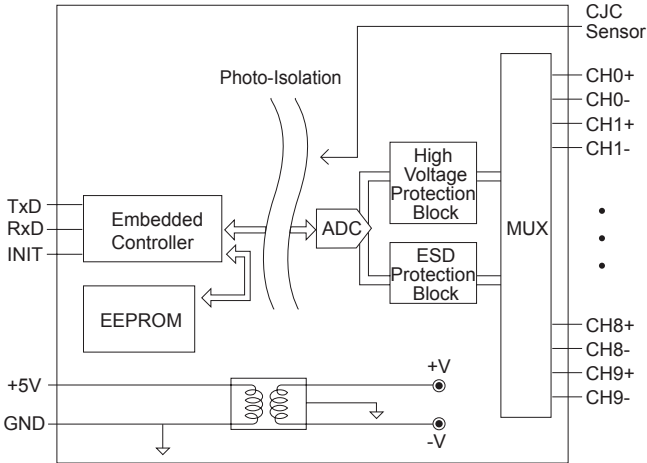 CJC
Sensor
Photo-Isolation
CH0+
CH0-
CH1+
CH1-
High
Voltage
Protection
Block
TxD
RxD
INIT
Embedded
Controller
ADC
MUX
ESD
Protection
Block
EEPROM
CH8+
CH8-
CH9+
CH9-
+5V
+V
GND
-V